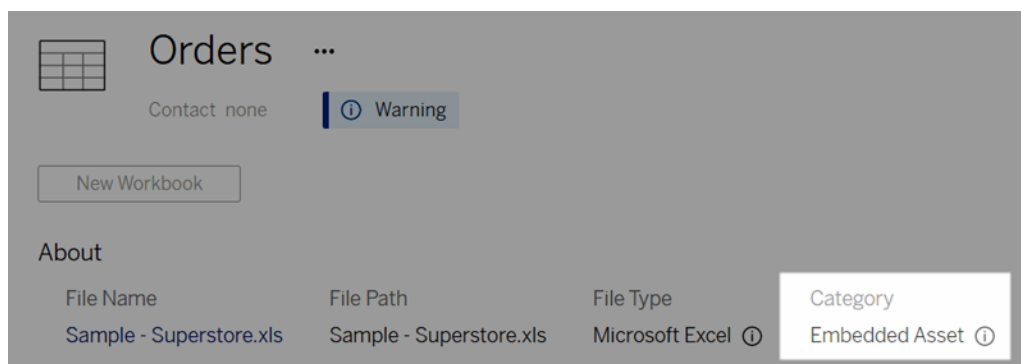 Orders ...
Contact none
Warning
New Workbook
About
File Name File Path File Type Category
Sample - Superstore.xls Sample - Superstore.xls Microsoft Excel Embedded Asset